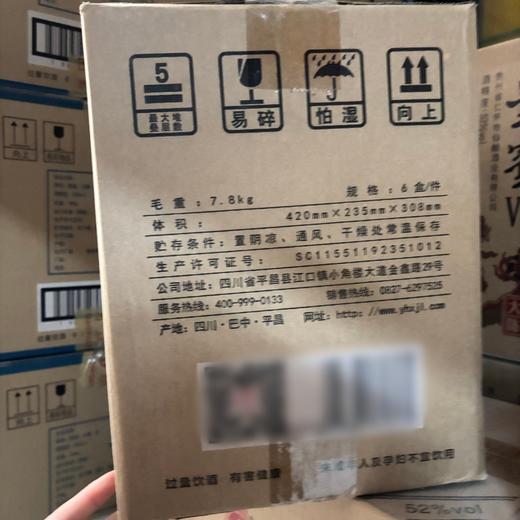 5
最大堆
叠层数
易碎
怕湿
向上
毛重：7.8kg 规格：6盒/件
体积： 420mm×235mm×308mm
贮存条件：置阴凉、通风、干燥处常温保存
生产许可证号：SC11551192351012
公司地址：四川省平昌县江口镇小角楼大道金鑫路29号
服务热线：400-999-0133 销售热线：0827-6297525
产地：四川·巴中·平昌 网址：http://www.yhxjl.com
过量饮酒 有害健康 未成年人及孕妇不宜饮用
向上
52%vol